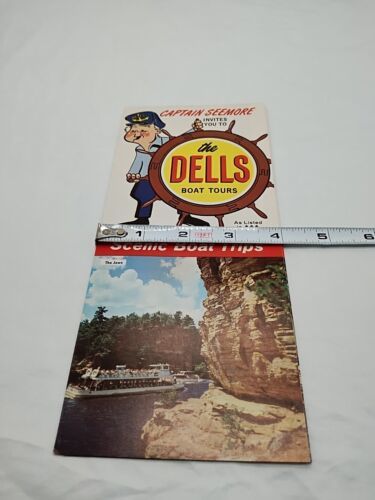 CAPTAIN SEEMORE
INVITES
YOU TO
the
DELLS
BOAT TOURS
As Listed
1 2 3 4 5 6
Scenic Boat Trips
The Jaws